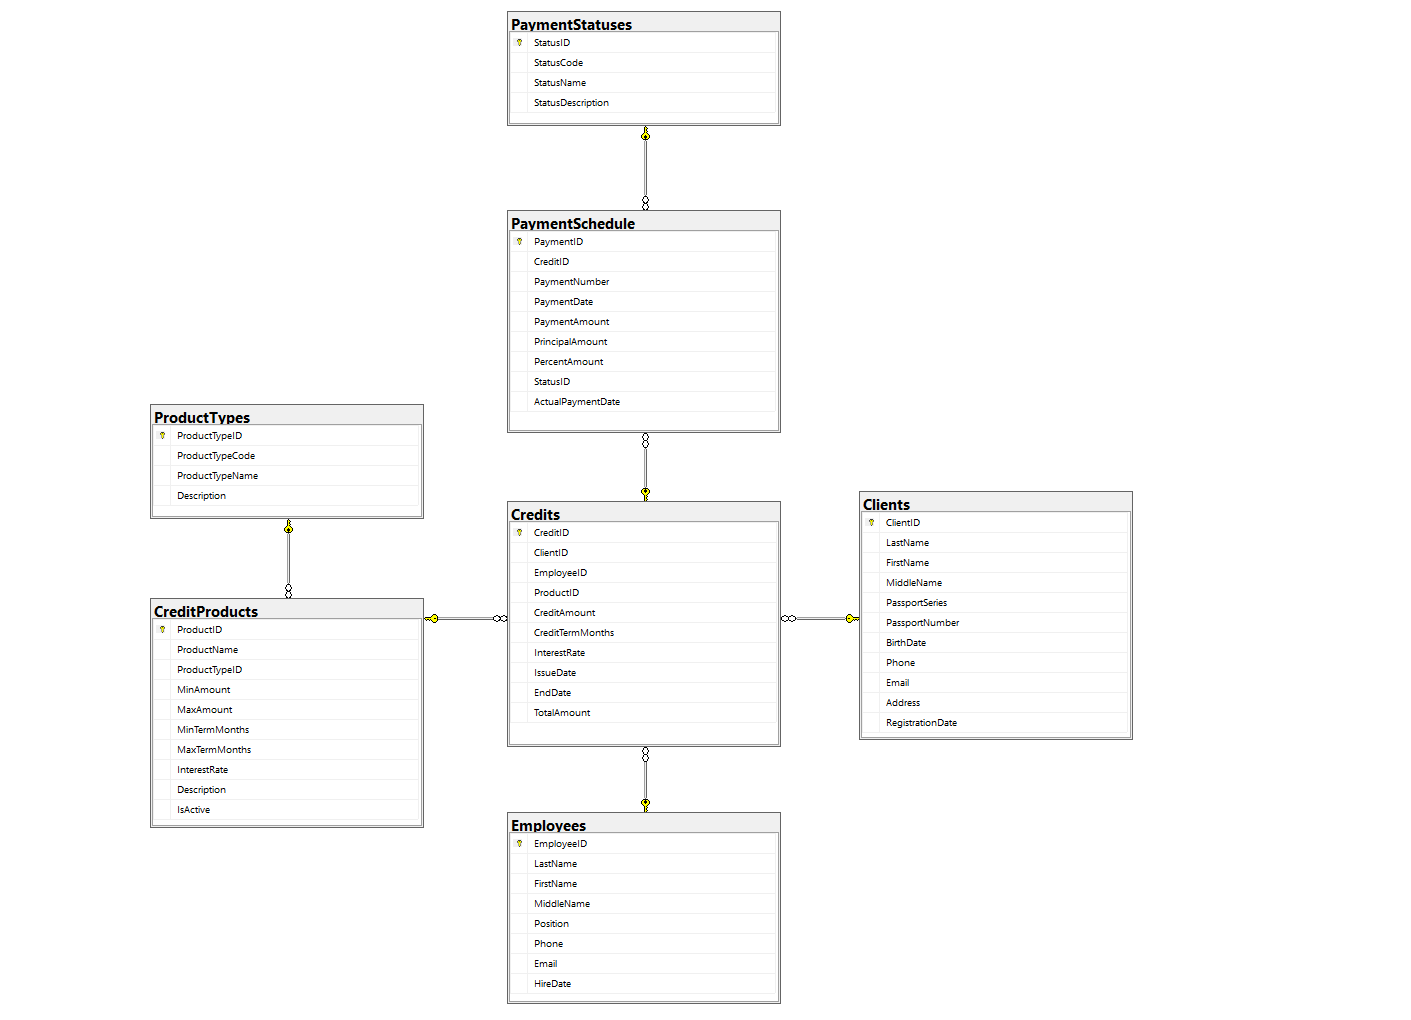 PaymentStatuses
StatusID
StatusCode
StatusName
StatusDescription
PaymentSchedule
PaymentID
CreditID
PaymentNumber
PaymentDate
PaymentAmount
PrincipalAmount
PercentAmount
StatusID
ActualPaymentDate
ProductTypes
ProductTypeID
ProductTypeCode
ProductTypeName
Description
CreditProducts
ProductID
ProductName
ProductTypeID
MinAmount
MaxAmount
MinTermMonths
MaxTermMonths
InterestRate
Description
IsActive
Credits
CreditID
ClientID
EmployeeID
ProductID
CreditAmount
CreditTermMonths
InterestRate
IssueDate
EndDate
TotalAmount
Clients
ClientID
LastName
FirstName
MiddleName
PassportSeries
PassportNumber
BirthDate
Phone
Email
Address
RegistrationDate
Employees
EmployeeID
LastName
FirstName
MiddleName
Position
Phone
Email
HireDate